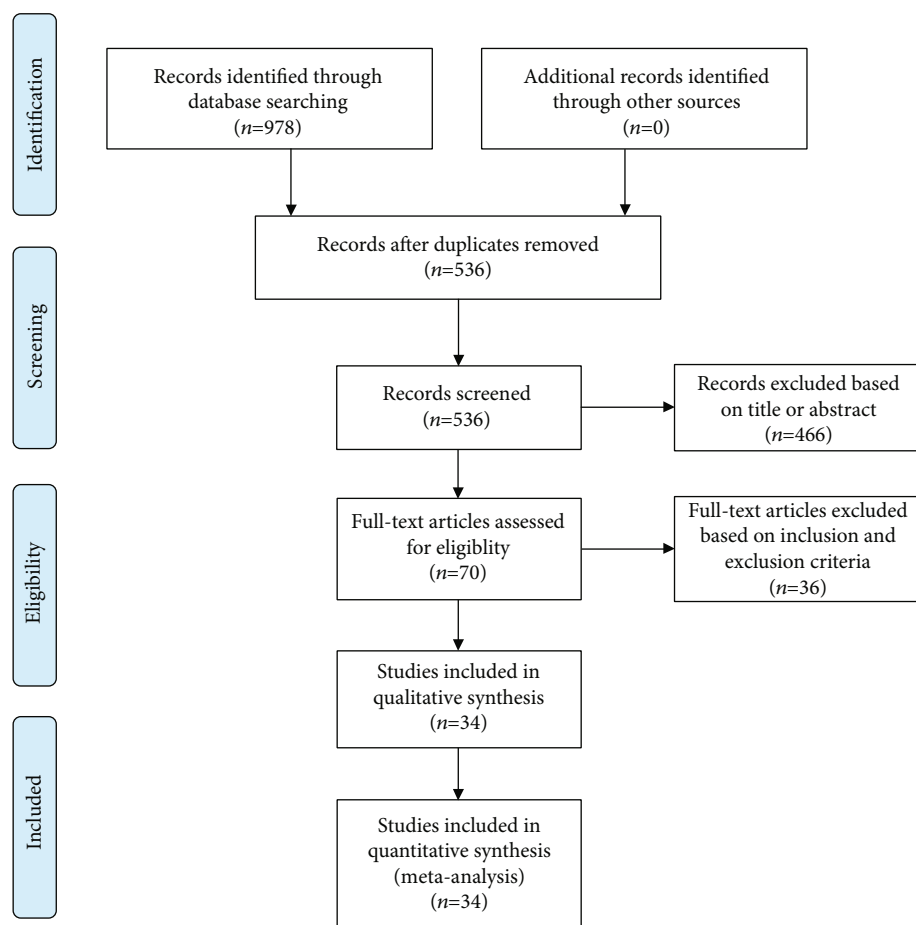 Identification
Records identified through
database searching
(n=978)
Additional records identified
through other sources
(n=0)
Records after duplicates removed
(n=536)
Screening
Records screened
(n=536)
Records excluded based
on title or abstract
(n=466)
Eligibility
Full-text articles assessed
for eligiblity
(n=70)
Full-text articles excluded
based on inclusion and
exclusion criteria
(n=36)
Studies included in
qualitative synthesis
(n=34)
Included
Studies included in
quantitative synthesis
(meta-analysis)
(n=34)